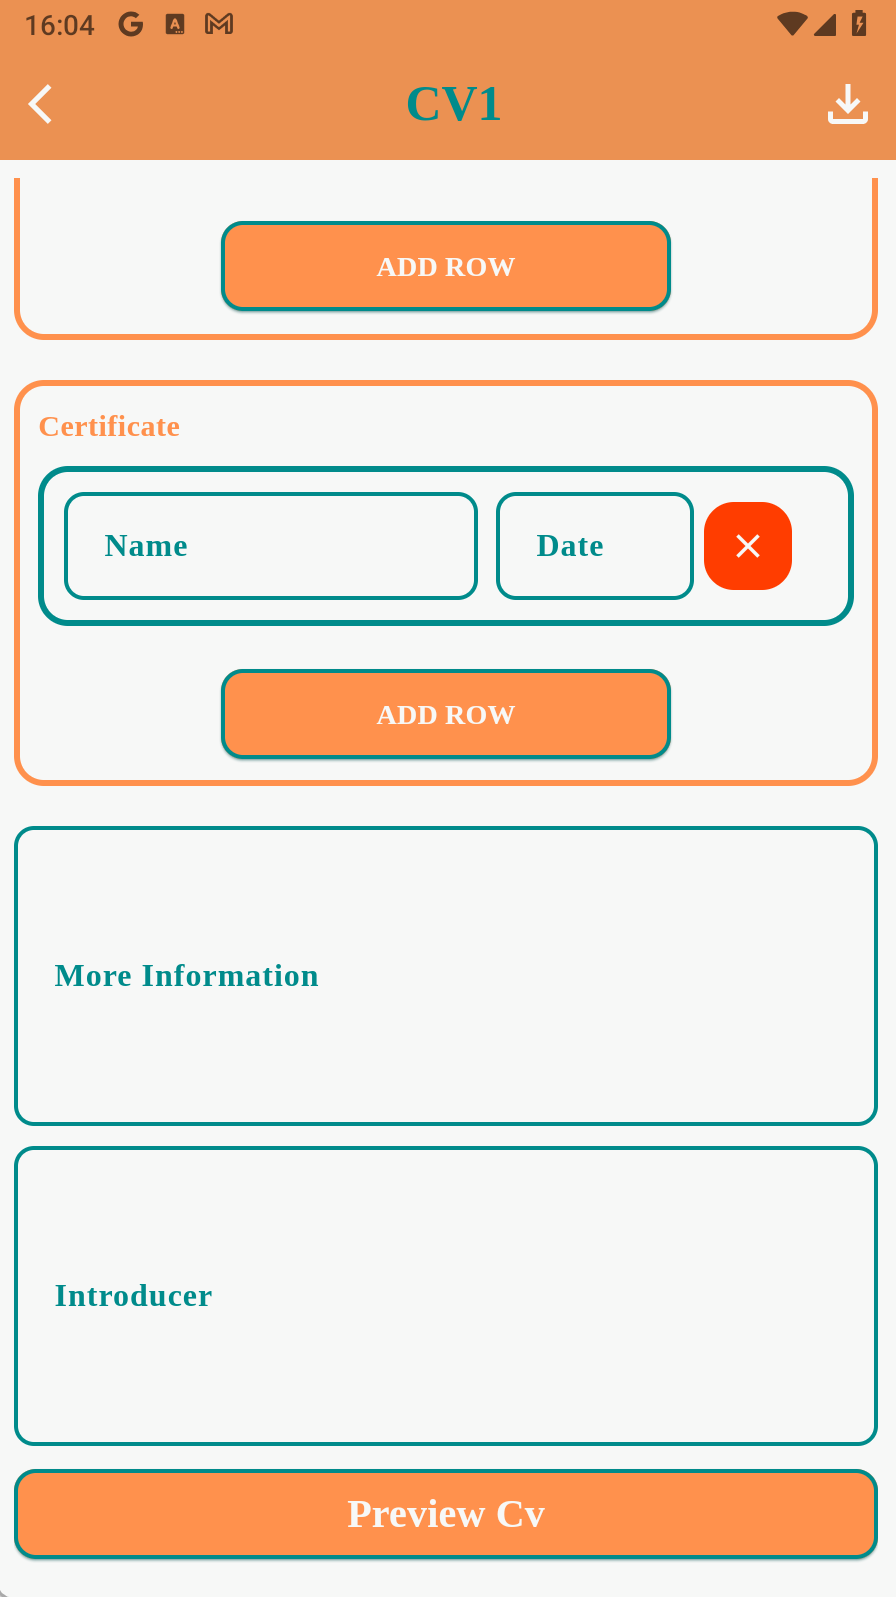 16:04
CV1
ADD ROW
Certificate
Name
Date
ADD ROW
More Information
Introducer
Preview Cv